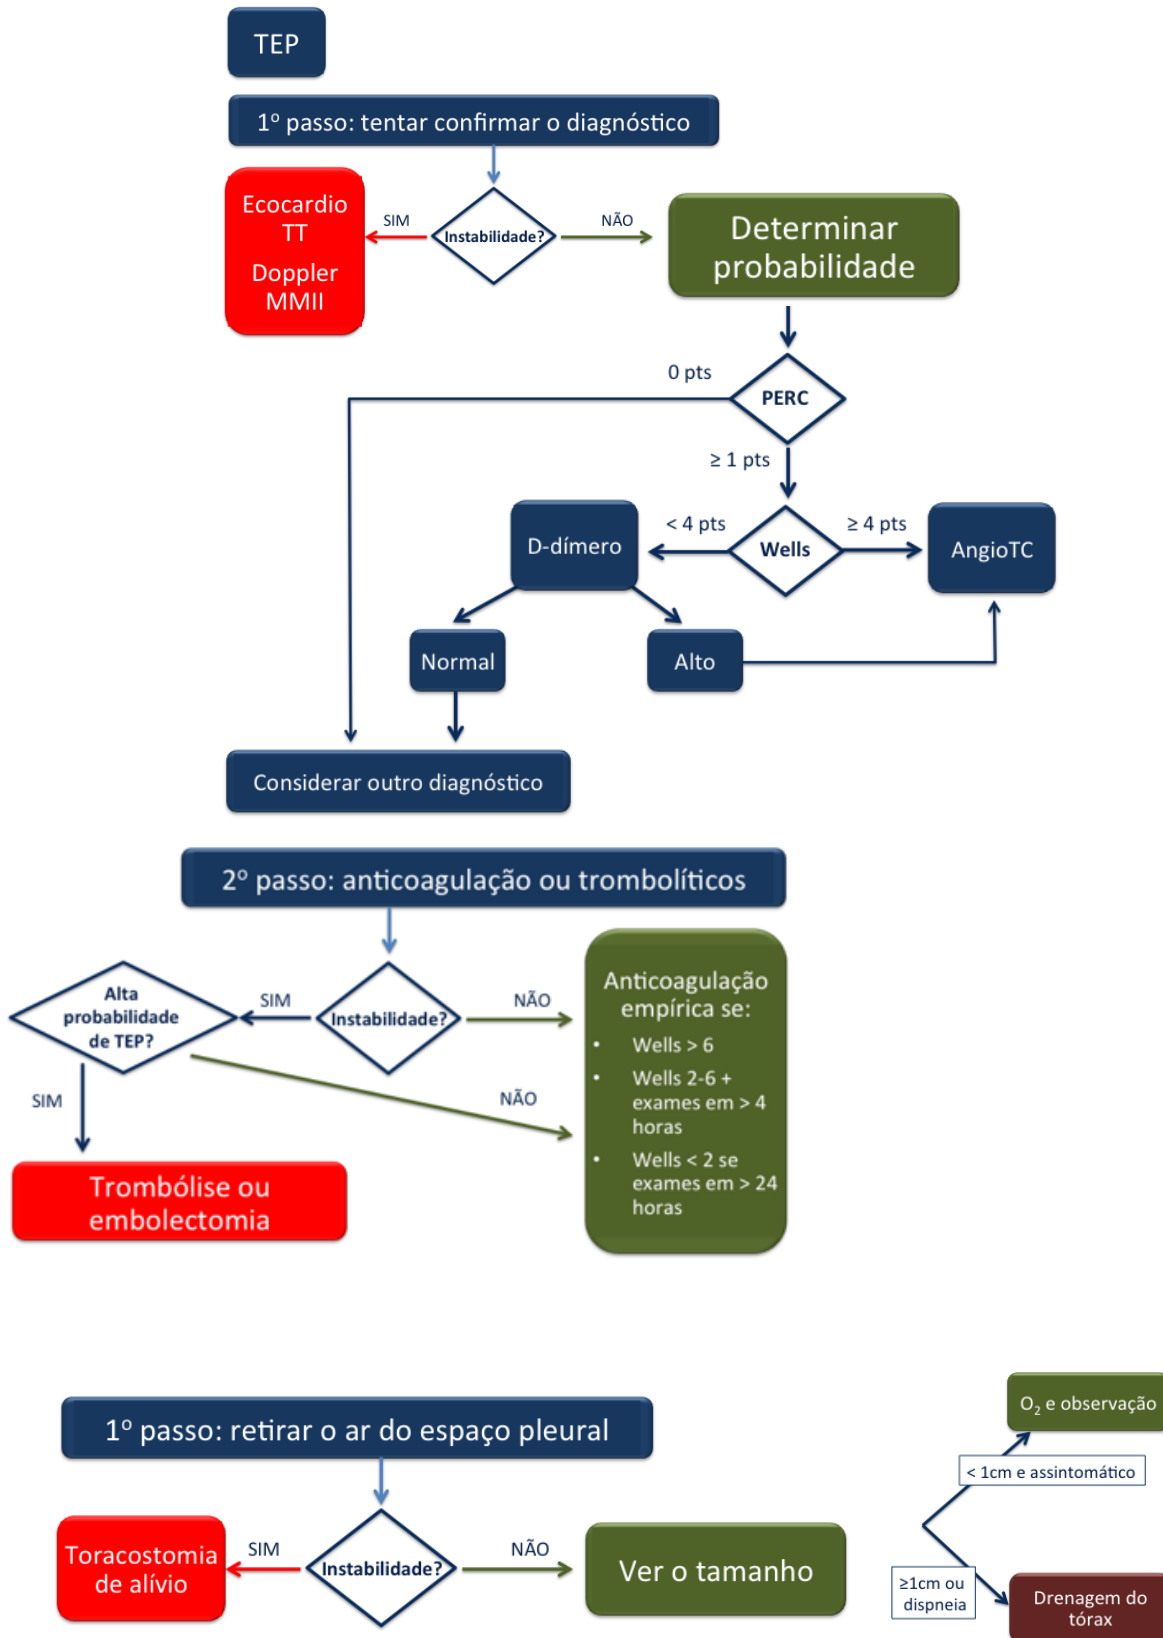 TEP
1º passo: tentar confirmar o diagnóstico
Ecocardio
TT
Doppler
MMII
SIM
Instabilidade?
NÃO
Determinar
probabilidade
0 pts
PERC
≥ 1 pts
D-dímero
< 4 pts
Wells
≥ 4 pts
AngioTC
Normal
Alto
Considerar outro diagnóstico
2º passo: anticoagulação ou trombolíticos
Alta
probabilidade
de TEP?
SIM
Instabilidade?
NÃO
Anticoagulação
empírica se:
• Wells > 6
• Wells 2-6 +
exames em > 4
horas
• Wells < 2 se
exames em > 24
horas
SIM
NÃO
Trombólise ou
embolectomia
1º passo: retirar o ar do espaço pleural
Toracostomia
de alívio
SIM
Instabilidade?
NÃO
Ver o tamanho
O₂ e observação
< 1cm e assintomático
≥1cm ou
dispneia
Drenagem do
tórax